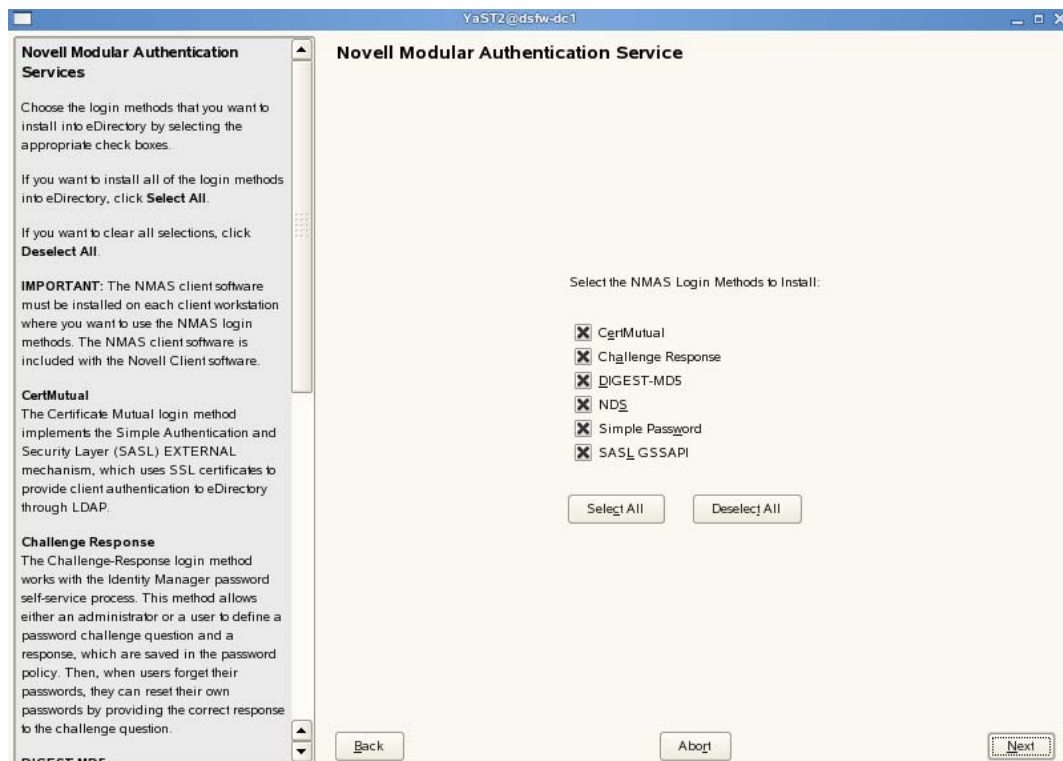 YaST2@dsfw-dc1
Novell Modular Authentication
Services
Choose the login methods that you want to
install into eDirectory by selecting the
appropriate check boxes.
If you want to install all of the login methods
into eDirectory, click Select All.
If you want to clear all selections, click
Deselect All.
IMPORTANT: The NMAS client software
must be installed on each client workstation
where you want to use the NMAS login
methods. The NMAS client software is
included with the Novell Client software.
CertMutual
The Certificate Mutual login method
implements the Simple Authentication and
Security Layer (SASL) EXTERNAL
mechanism, which uses SSL certificates to
provide client authentication to eDirectory
through LDAP.
Challenge Response
The Challenge-Response login method
works with the Identity Manager password
self-service process. This method allows
either an administrator or a user to define a
password challenge question and a
response, which are saved in the password
policy. Then, when users forget their
passwords, they can reset their own
passwords by providing the correct response
to the challenge question.
DIGEST-MD5
Novell Modular Authentication Service
Select the NMAS Login Methods to Install:
CertMutual
Challenge Response
DIGEST-MD5
NDS
Simple Password
SASL GSSAPI
Select All
Deselect All
Back
Abort
Next